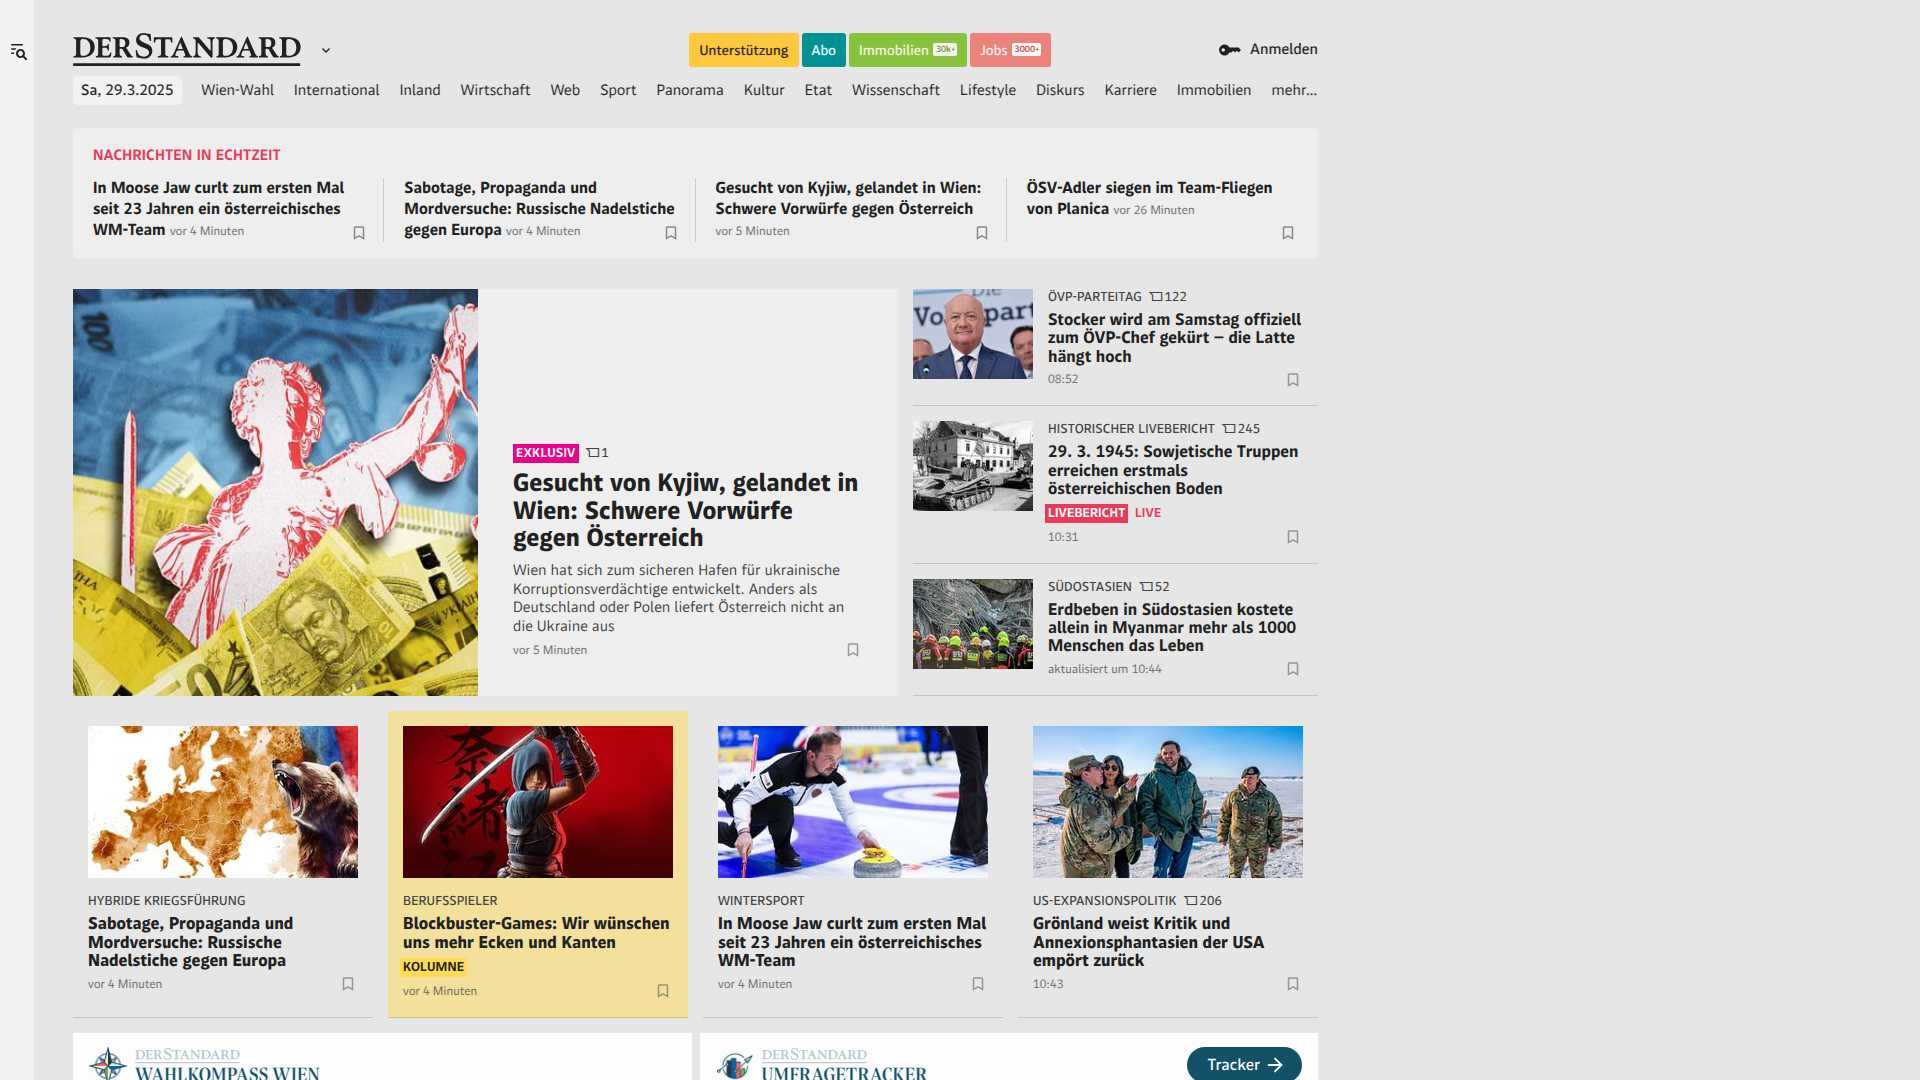 DERSTANDARD
Unterstützung
Abo
Immobilien 30k+
Jobs 3000+
Anmelden
Sa, 29.3.2025
Wien-Wahl
International
Inland
Wirtschaft
Web
Sport
Panorama
Kultur
Etat
Wissenschaft
Lifestyle
Diskurs
Karriere
Immobilien
mehr...
NACHRICHTEN IN ECHTZEIT
In Moose Jaw curlt zum ersten Mal
seit 23 Jahren ein österreichisches
WM-Team vor 4 Minuten
Sabotage, Propaganda und
Mordversuche: Russische Nadelstiche
gegen Europa vor 4 Minuten
Gesucht von Kyjiw, gelandet in Wien:
Schwere Vorwürfe gegen Österreich
vor 5 Minuten
ÖSV-Adler siegen im Team-Fliegen
von Planica vor 26 Minuten
100
EXKLUSIV 1
Gesucht von Kyjiw, gelandet in
Wien: Schwere Vorwürfe
gegen Österreich
Wien hat sich zum sicheren Hafen für ukrainische
Korruptionsverdächtige entwickelt. Anders als
Deutschland oder Polen liefert Österreich nicht an
die Ukraine aus
vor 5 Minuten
ÖVP-PARTEITAG 122
Stocker wird am Samstag offiziell
zum ÖVP-Chef gekürt – die Latte
hängt hoch
08:52
HISTORISCHER LIVEBERICHT 245
29. 3. 1945: Sowjetische Truppen
erreichen erstmals
österreichischen Boden
LIVEBERICHT LIVE
10:31
SÜDOSTASIEN 52
Erdbeben in Südostasien kostete
allein in Myanmar mehr als 1000
Menschen das Leben
aktualisiert um 10:44
HYBRIDE KRIEGSFÜHRUNG
Sabotage, Propaganda und
Mordversuche: Russische
Nadelstiche gegen Europa
vor 4 Minuten
BERUFSSPIELER
Blockbuster-Games: Wir wünschen
uns mehr Ecken und Kanten
KOLUMNE
vor 4 Minuten
WINTERSPORT
In Moose Jaw curlt zum ersten Mal
seit 23 Jahren ein österreichisches
WM-Team
vor 4 Minuten
US-EXPANSIONSPOLITIK 206
Grönland weist Kritik und
Annexionsphantasien der USA
empört zurück
10:43
DERSTANDARD
WAHLKOMPASS WIEN
DERSTANDARD
UMFRAGETRACKER
Tracker